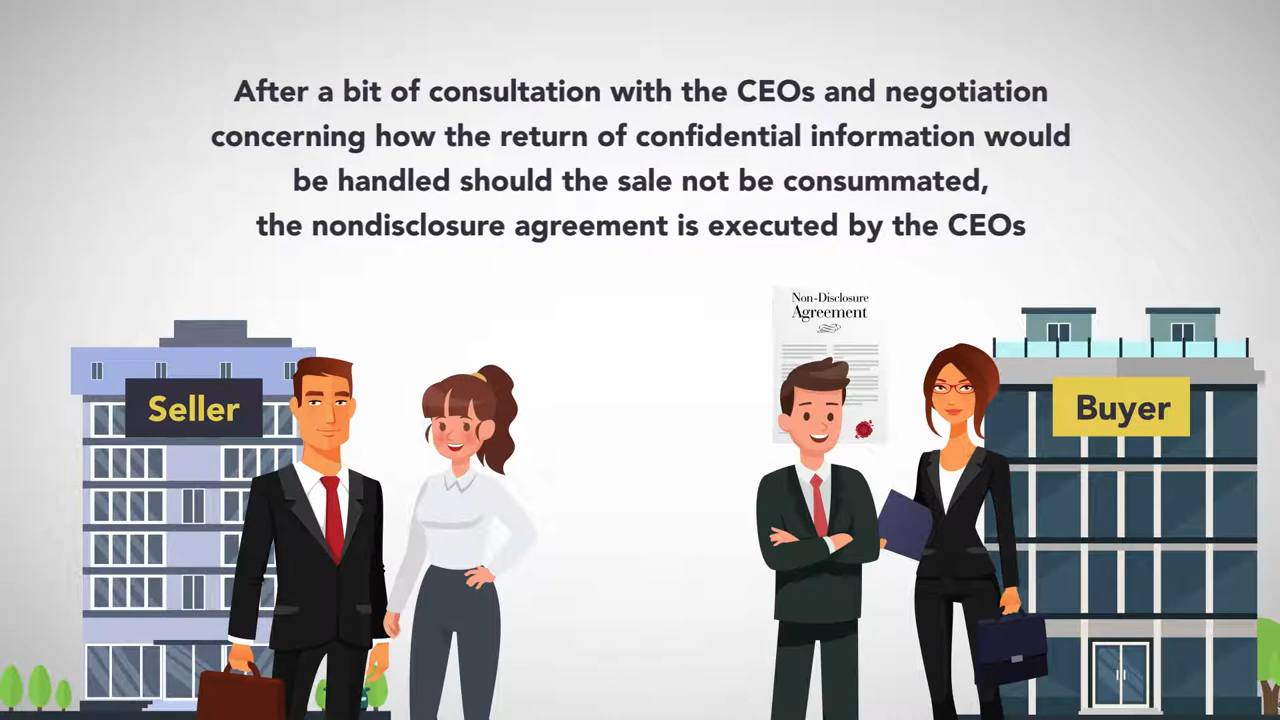 After a bit of consultation with the CEOs and negotiation
concerning how the return of confidential information would
be handled should the sale not be consummated,
the nondisclosure agreement is executed by the CEOs
Non-Disclosure
Agreement
Seller
Buyer